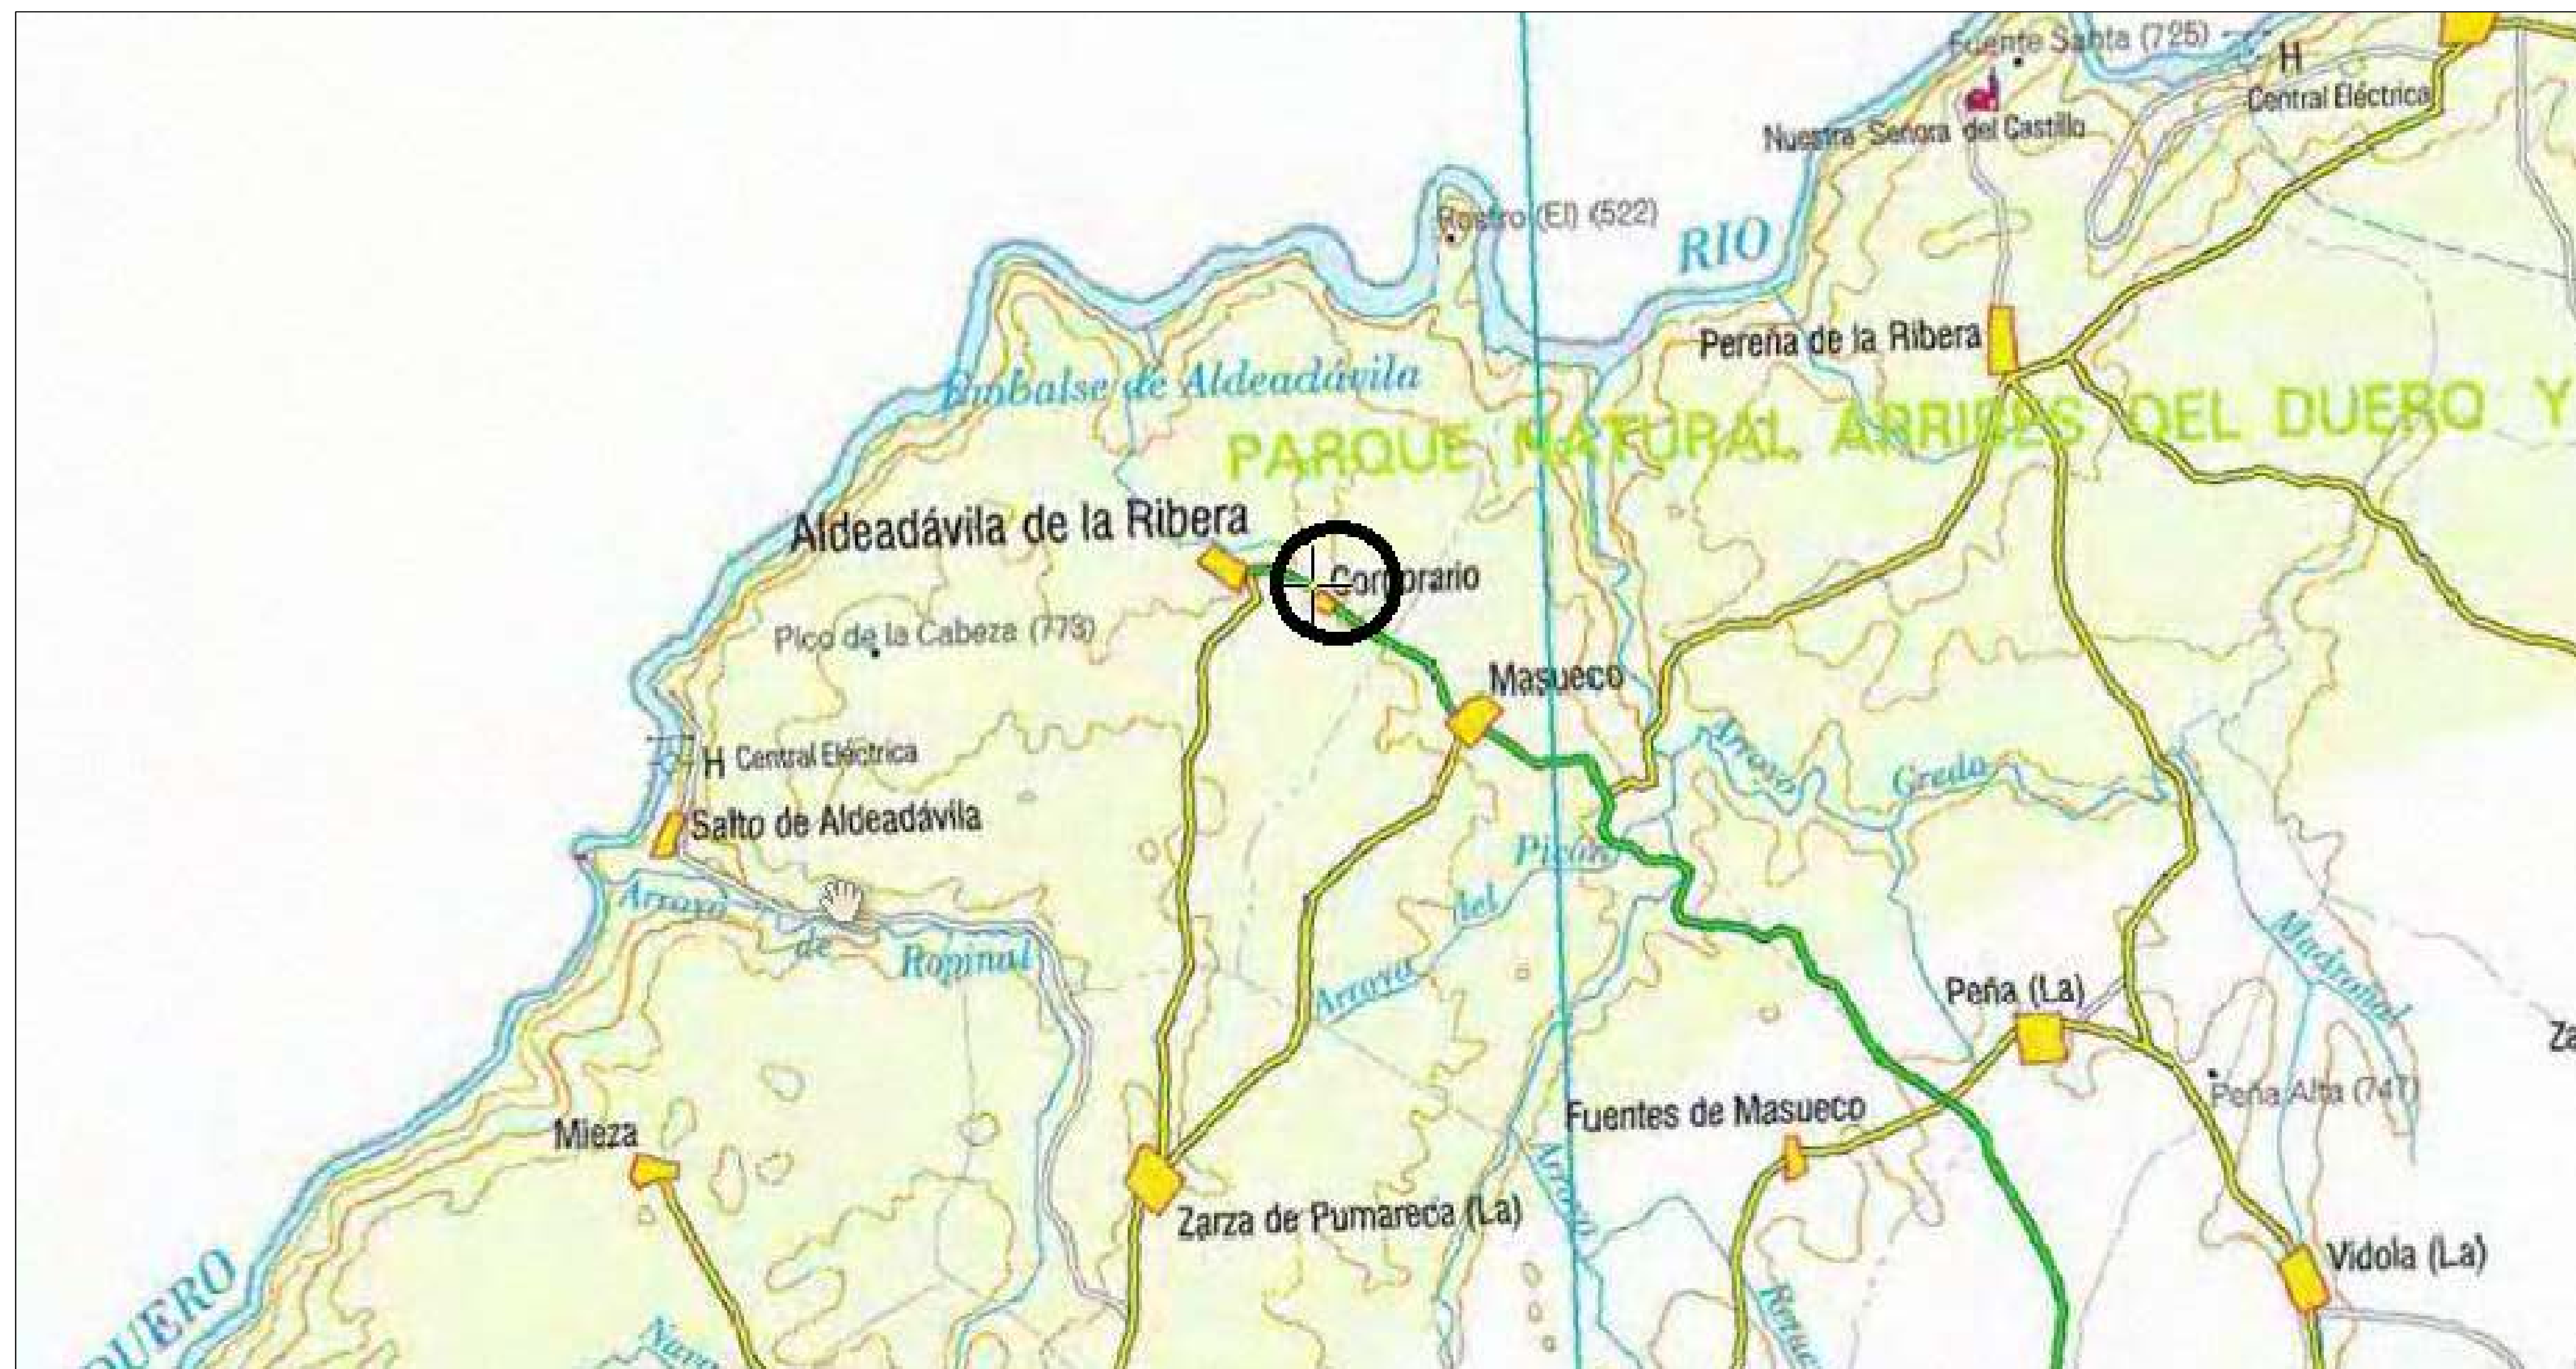 Fuente Santa (725)
H
Central Eléctrica
Nuestra Señora del Castillo
Rostro (El) (522)
RIO
Pereña de la Ribera
Embalse de Aldeadávila
PARQUE NATURAL ARRIBES DEL DUERO Y
Aldeadávila de la Ribera
Corporario
Pico de la Cabeza (773)
Masueco
H Central Eléctrica
Arroyo Greda
Salto de Aldeadávila
Arroyo del Picón
Arroyo de Ropinal
Madroñal
Peña (La)
Za
Peña Alta (747)
Fuentes de Masueco
Mieza
Arroyo
Zarza de Pumareda (La)
Vidola (La)
DUERO